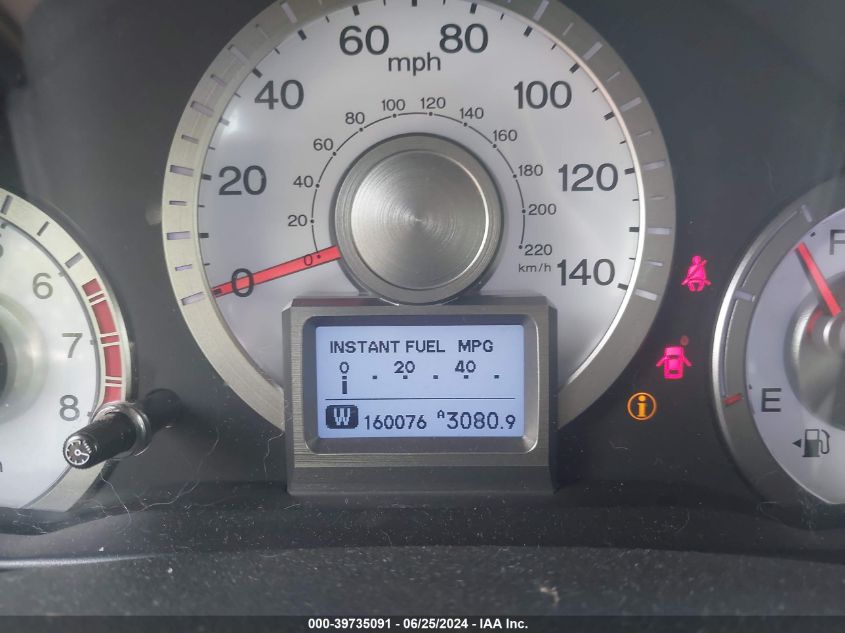 60 80
mph
40 100
20 120
0 140
0 20 40 60 80 100 120 140 160 180 200 220
km/h
6
7
8
F
E
INSTANT FUEL MPG
0 20 40
W 160076 A3080.9
i
000-39735091 - 06/25/2024 - IAA Inc.